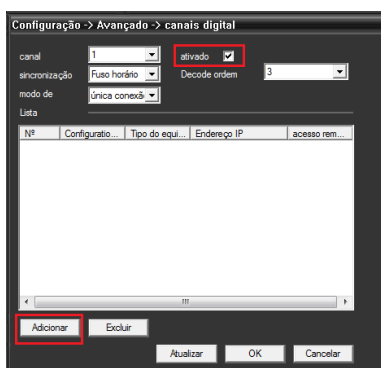 Configuração -> Avançado -> canais digital
canal 1 ativado
sincronização Fuso horário Decode ordem 3
modo de única conexã
Lista
Nº Configuratio... Tipo do equi... Endereço IP acesso rem...
Adicionar Excluir
Atualizar OK Cancelar